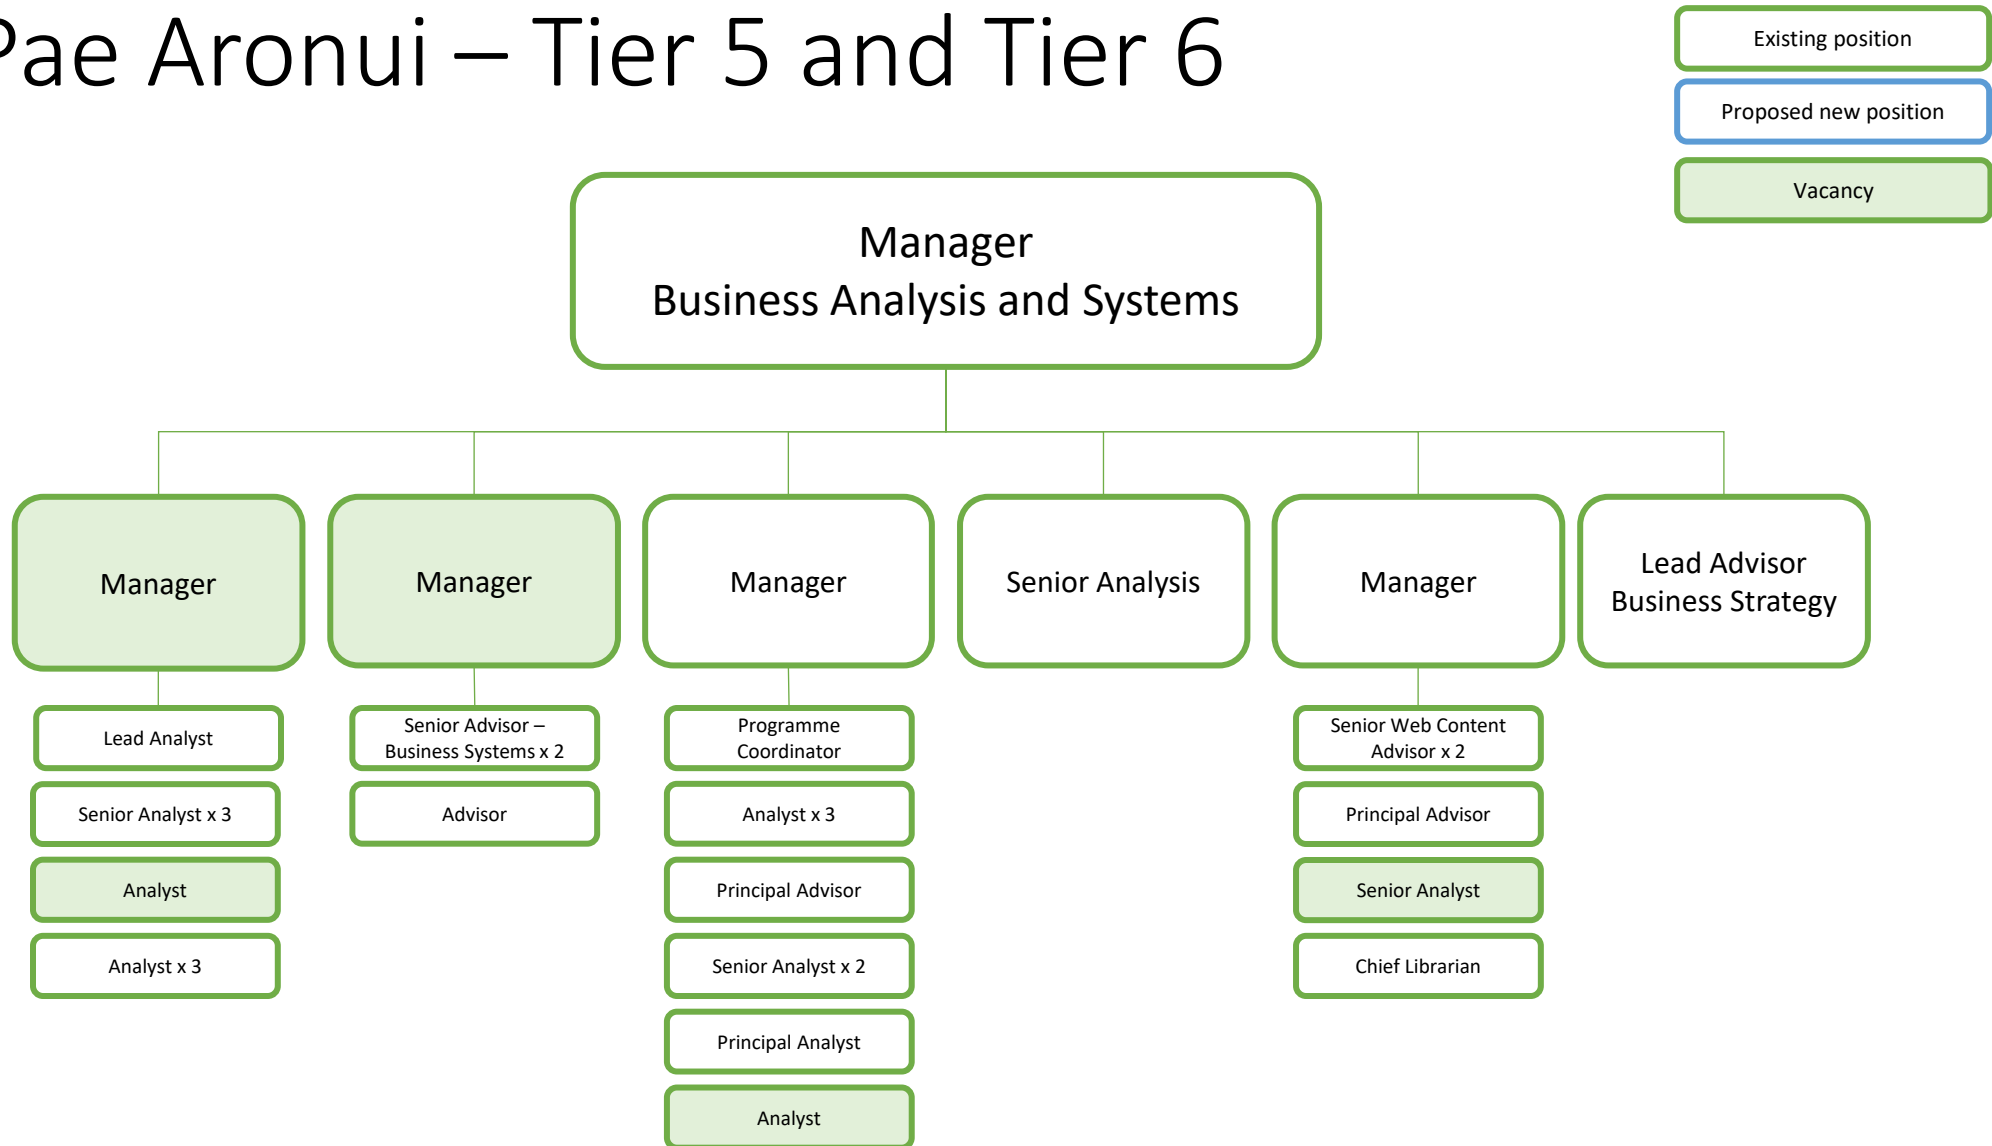 Pae Aronui – Tier 5 and Tier 6
Existing position
Proposed new position
Vacancy
Manager
Business Analysis and Systems
Manager
Manager
Manager
Senior Analysis
Manager
Lead Advisor
Business Strategy
Lead Analyst
Senior Analyst x 3
Analyst
Analyst x 3
Senior Advisor –
Business Systems x 2
Advisor
Programme
Coordinator
Analyst x 3
Principal Advisor
Senior Analyst x 2
Principal Analyst
Analyst
Senior Web Content
Advisor x 2
Principal Advisor
Senior Analyst
Chief Librarian